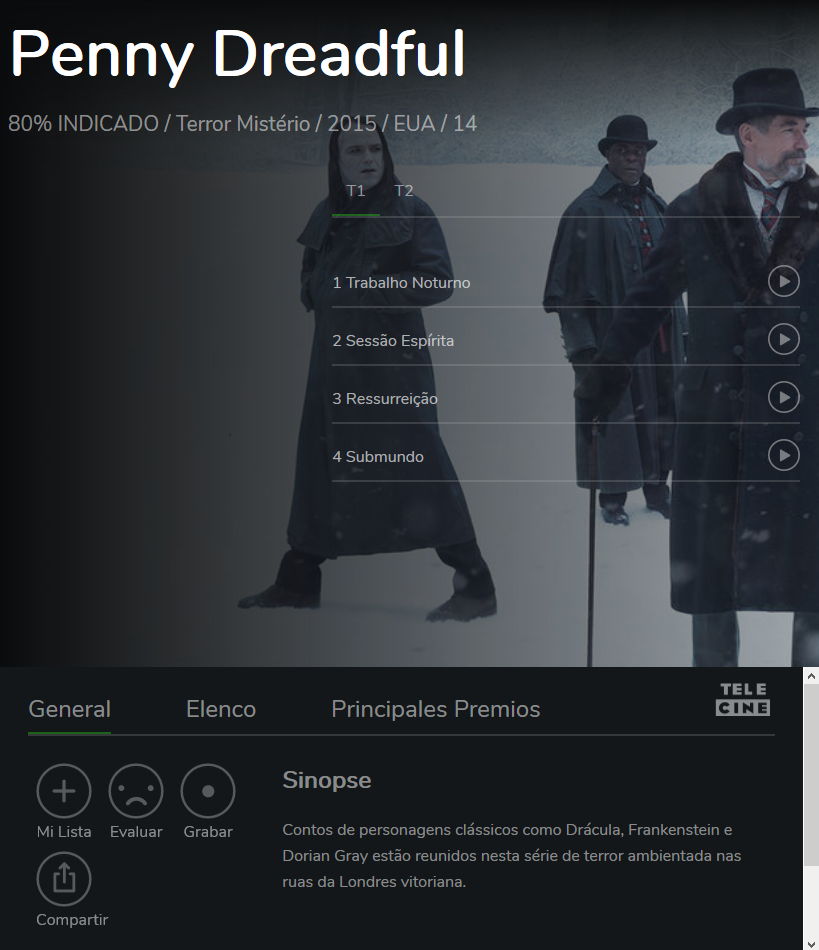 Penny Dreadful
80% INDICADO / Terror Mistério / 2015 / EUA / 14
T1 T2
1 Trabalho Noturno
2 Sessão Espírita
3 Ressurreição
4 Submundo
General Elenco Principales Premios
TELE
CINE
Mi Lista Evaluar Grabar
Compartir
Sinopse
Contos de personagens clássicos como Drácula, Frankenstein e
Dorian Gray estão reunidos nesta série de terror ambientada nas
ruas da Londres vitoriana.